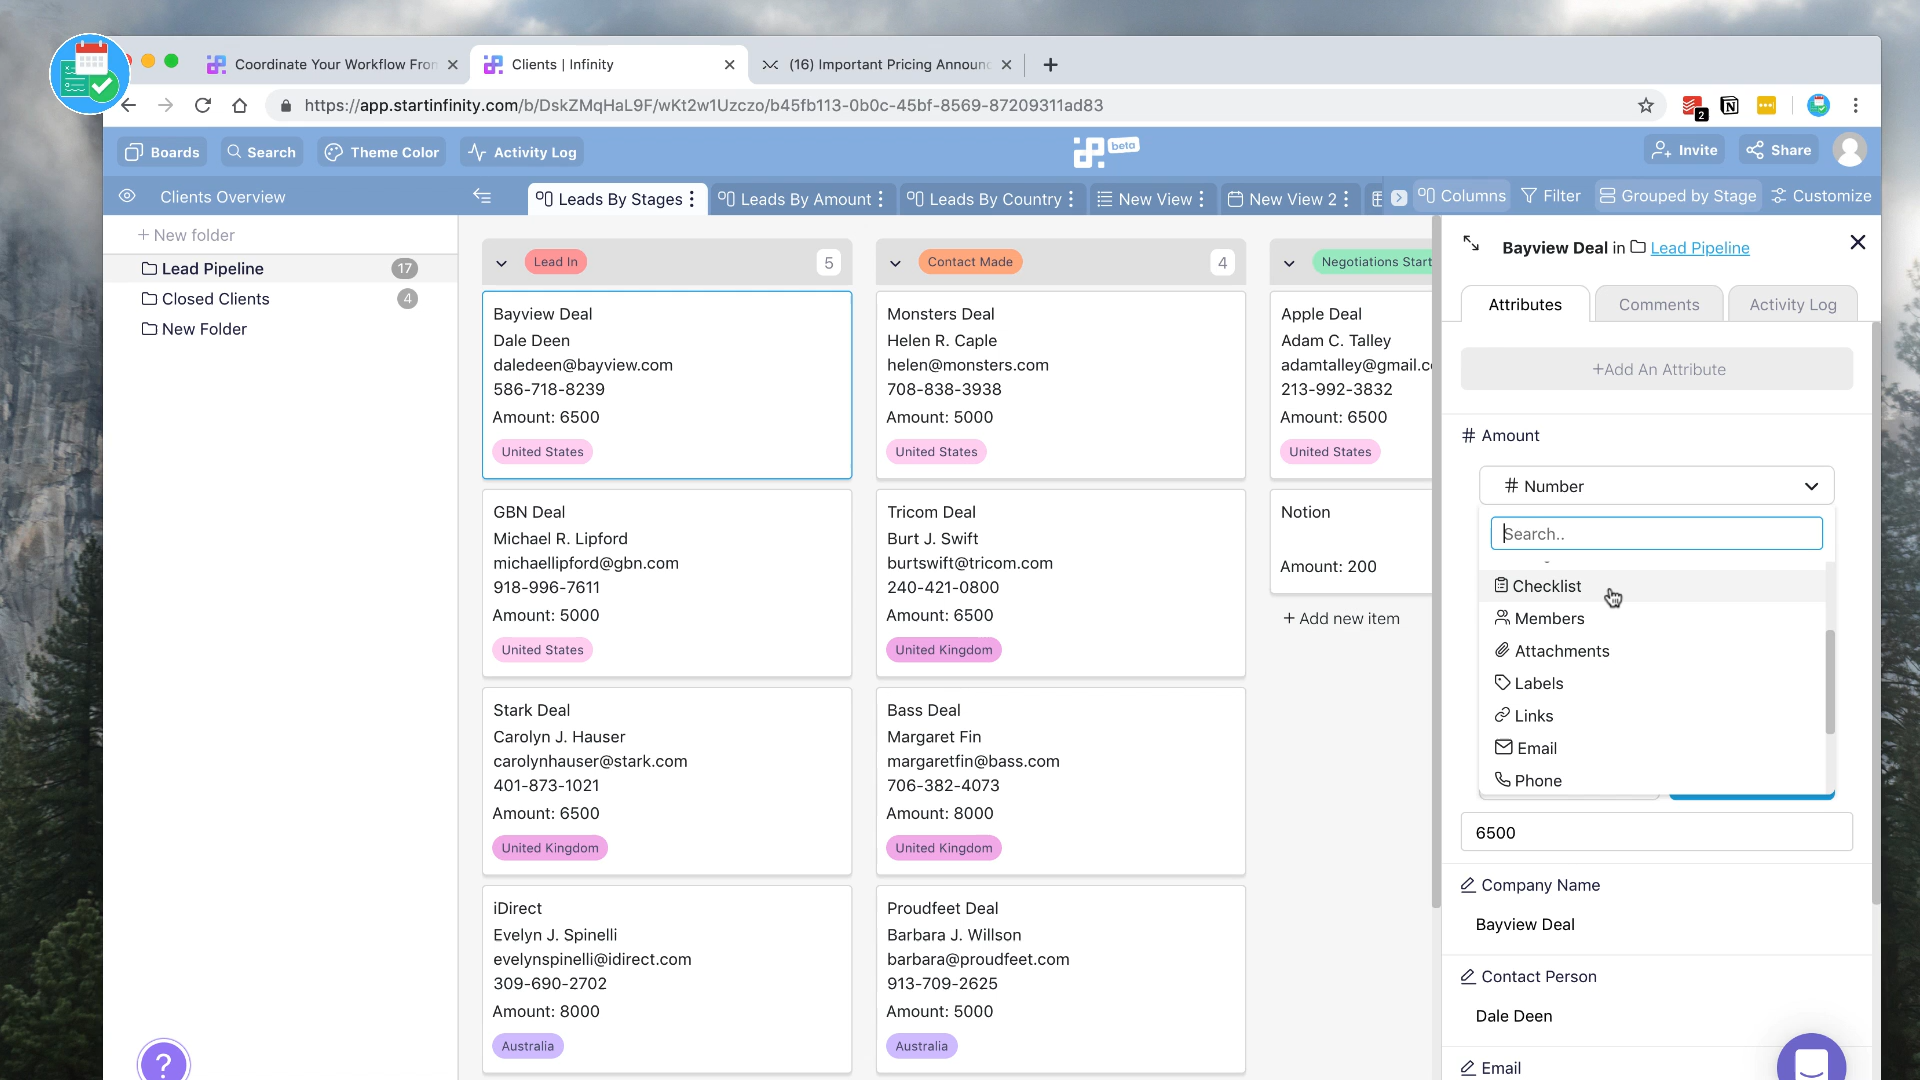 Coordinate Your Workflow Fron
Clients | Infinity
(16) Important Pricing Announc
https://app.startinfinity.com/b/DskZMqHaL9F/wKt2w1Uzczo/b45fb113-0b0c-45bf-8569-87209311ad83
2
Boards
Search
Theme Color
Activity Log
beta
Invite
Share
Clients Overview
Leads By Stages
Leads By Amount
Leads By Country
New View
New View 2
Columns
Filter
Grouped by Stage
Customize
+ New folder
Lead Pipeline 17
Closed Clients 4
New Folder
Lead In 5
Bayview Deal
Dale Deen
daledeen@bayview.com
586-718-8239
Amount: 6500
United States
GBN Deal
Michael R. Lipford
michaellipford@gbn.com
918-996-7611
Amount: 5000
United States
Stark Deal
Carolyn J. Hauser
carolynhauser@stark.com
401-873-1021
Amount: 6500
United Kingdom
iDirect
Evelyn J. Spinelli
evelynspinelli@idirect.com
309-690-2702
Amount: 8000
Australia
Contact Made 4
Monsters Deal
Helen R. Caple
helen@monsters.com
708-838-3938
Amount: 5000
United States
Tricom Deal
Burt J. Swift
burtswift@tricom.com
240-421-0800
Amount: 6500
United Kingdom
Bass Deal
Margaret Fin
margaretfin@bass.com
706-382-4073
Amount: 8000
United Kingdom
Proudfeet Deal
Barbara J. Willson
barbara@proudfeet.com
913-709-2625
Amount: 5000
Australia
Negotiations Start
Apple Deal
Adam C. Talley
adamtalley@gmail.c
213-992-3832
Amount: 6500
United States
Notion
Amount: 200
+ Add new item
Bayview Deal in Lead Pipeline
Attributes
Comments
Activity Log
+Add An Attribute
# Amount
# Number
Search..
Checklist
Members
Attachments
Labels
Links
Email
Phone
6500
Company Name
Bayview Deal
Contact Person
Dale Deen
Email
?